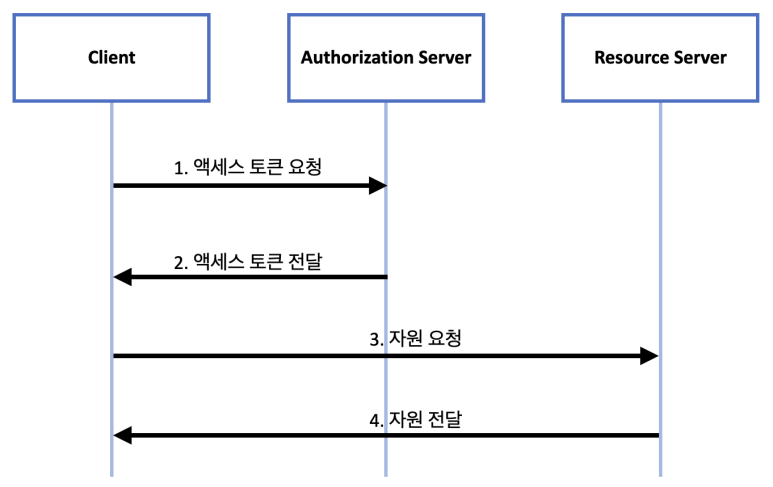 Client
Authorization Server
Resource Server
1. 액세스 토큰 요청
2. 액세스 토큰 전달
3. 자원 요청
4. 자원 전달